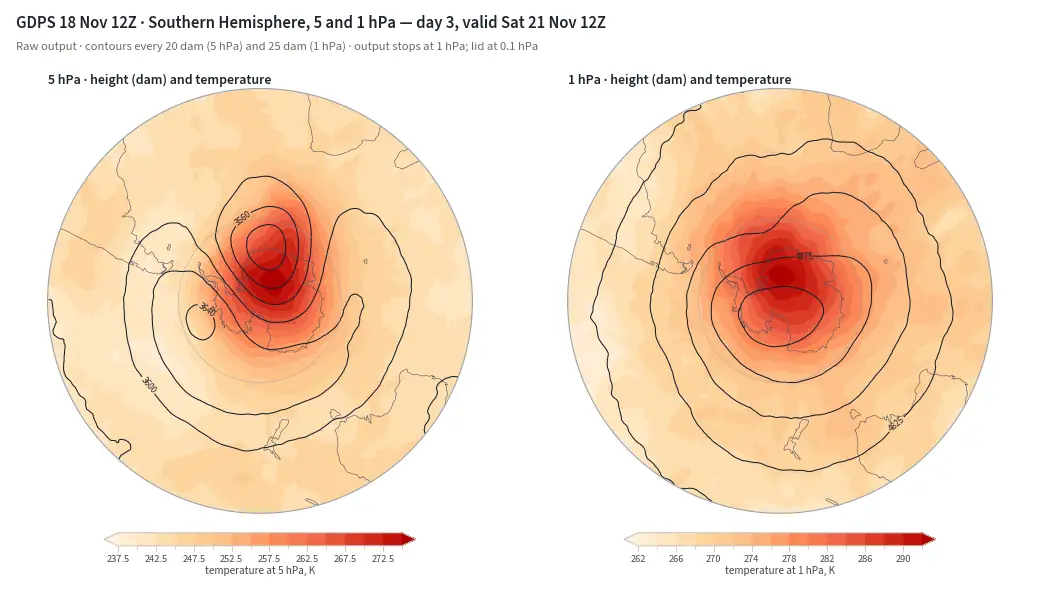 GDPS 18 Nov 12Z · Southern Hemisphere, 5 and 1 hPa — day 3, valid Sat 21 Nov 12Z
Raw output · contours every 20 dam (5 hPa) and 25 dam (1 hPa) · output stops at 1 hPa; lid at 0.1 hPa
5 hPa · height (dam) and temperature
1 hPa · height (dam) and temperature
3560
3640
3600
4875
4825
237.5 242.5 247.5 252.5 257.5 262.5 267.5 272.5
temperature at 5 hPa, K
262 266 270 274 278 282 286 290
temperature at 1 hPa, K